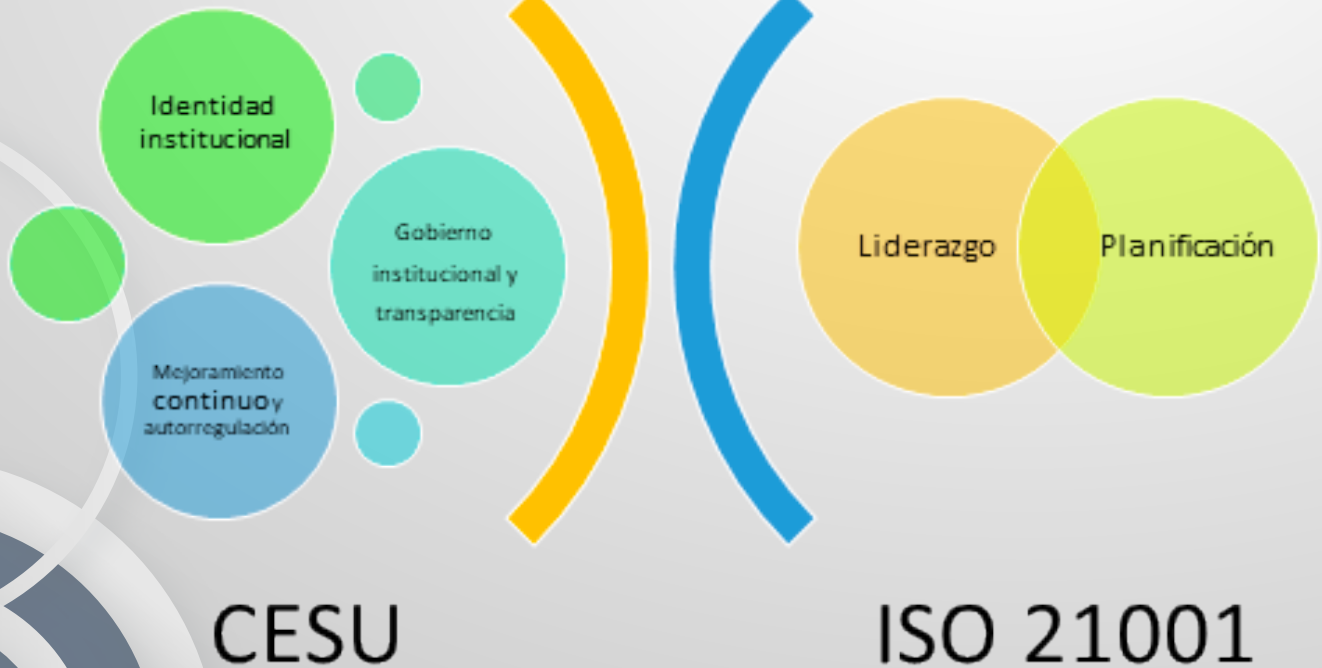 Identidad
institucional
Gobierno
institucional y
transparencia
Mejoramiento
continuo y
autorregulación
CESU
Liderazgo
Planificación
ISO 21001